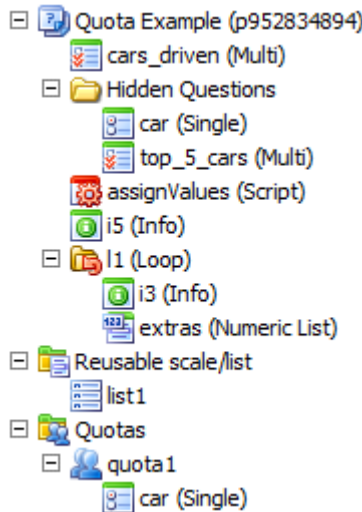 Quota Example (p952834894)
cars_driven (Multi)
Hidden Questions
car (Single)
top_5_cars (Multi)
assignValues (Script)
i5 (Info)
l1 (Loop)
i3 (Info)
extras (Numeric List)
Reusable scale/list
list1
Quotas
quota1
car (Single)